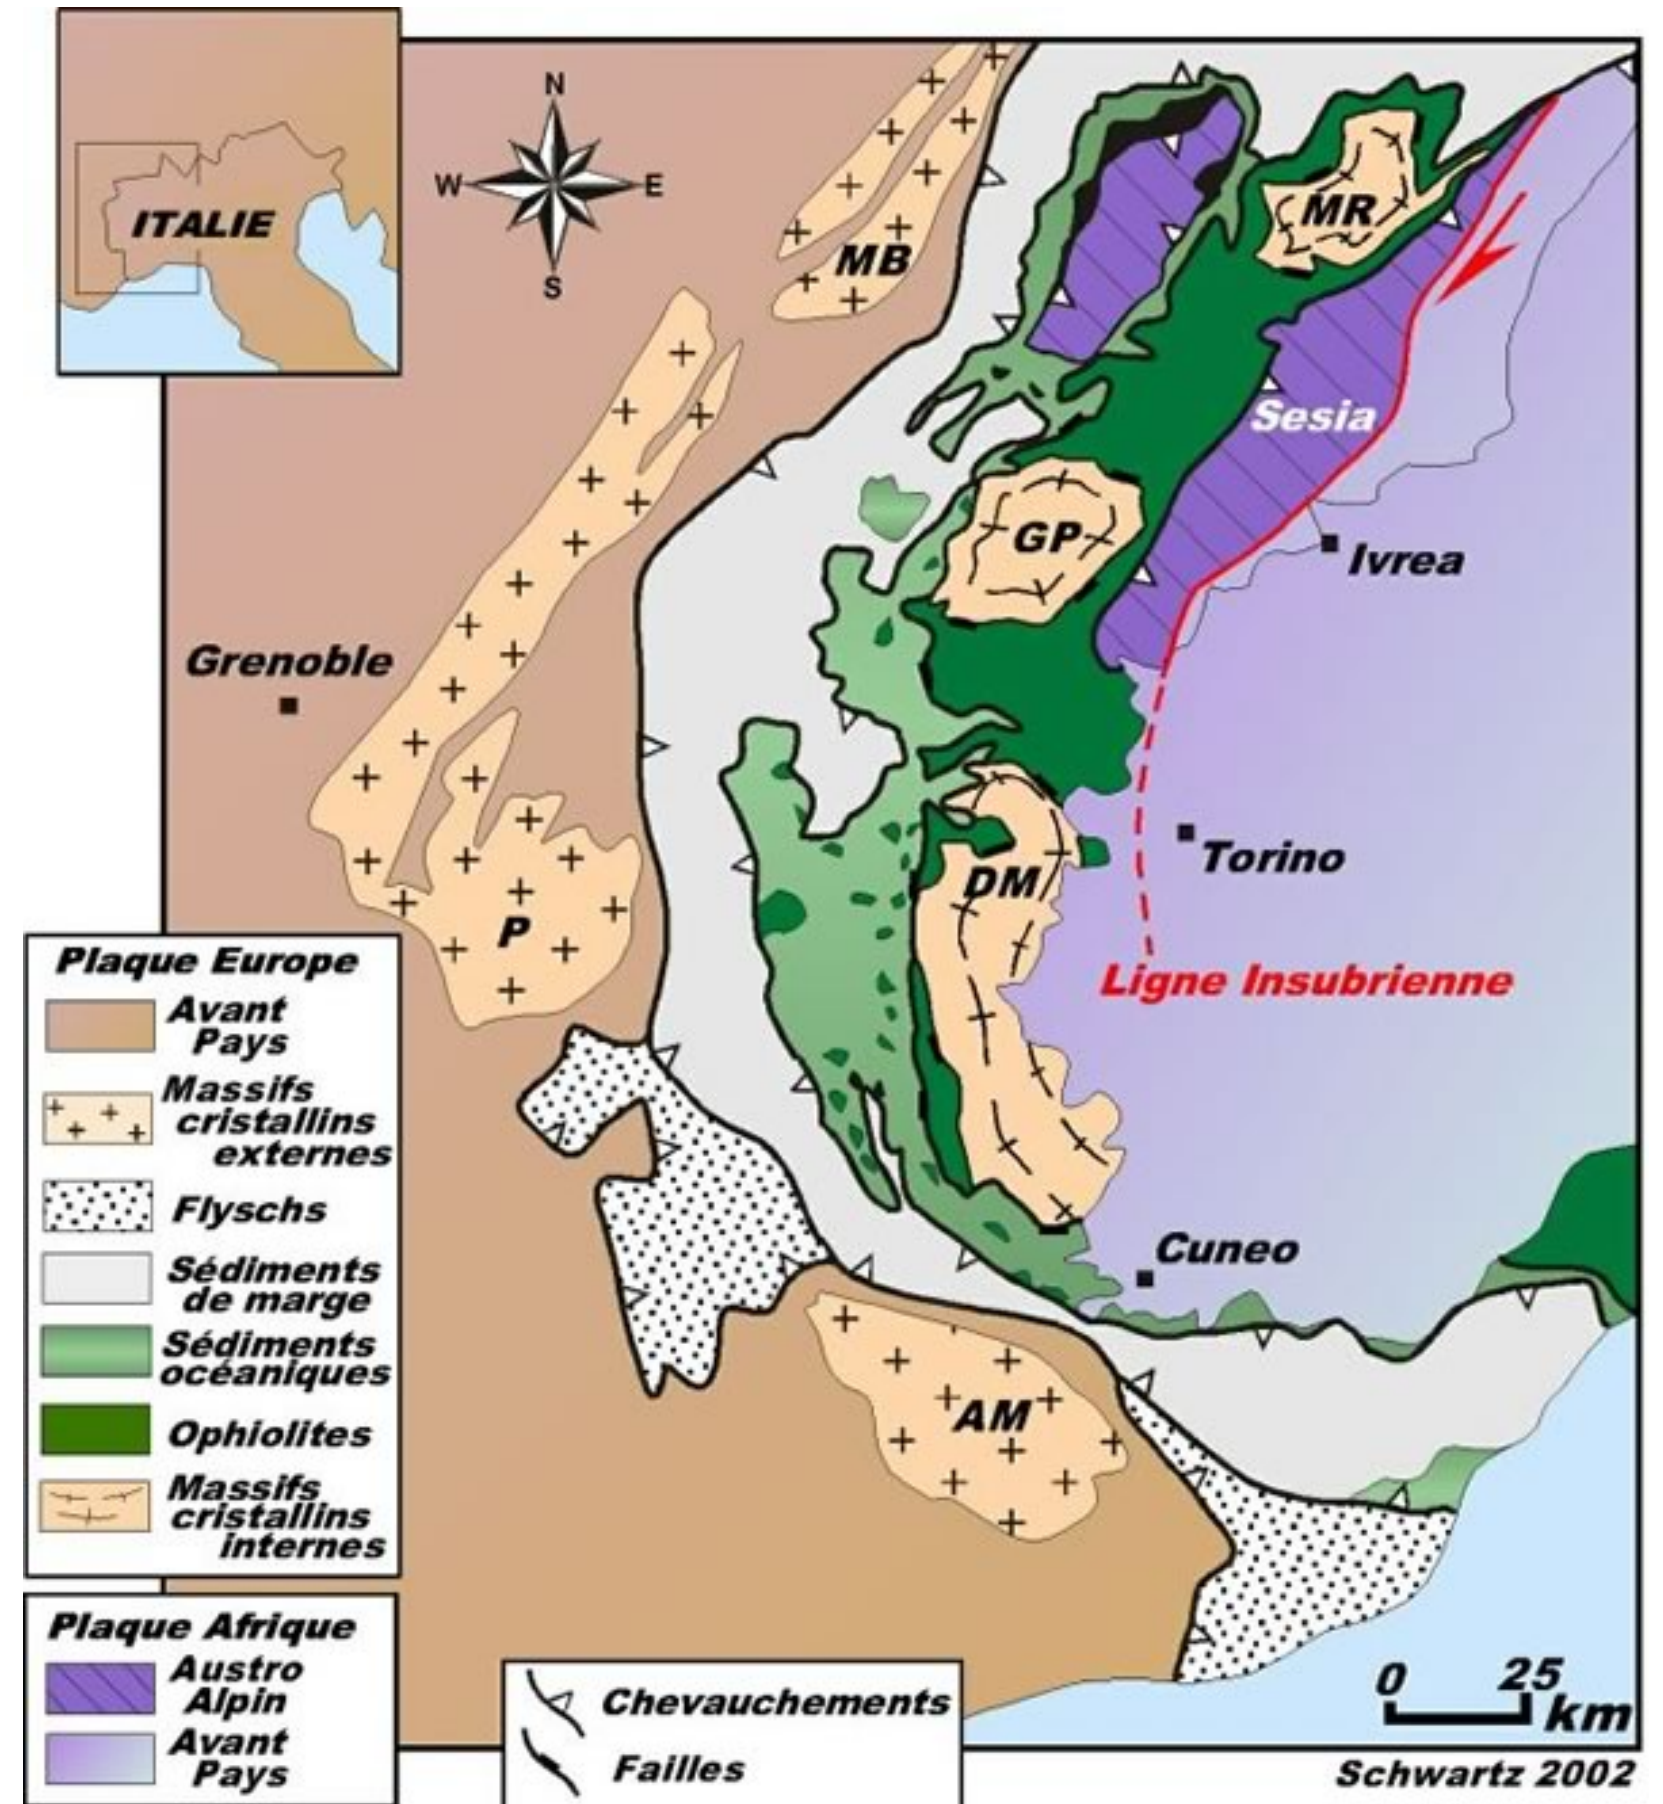 ITALIE
N
W
E
S
MB
MR
Sesia
GP
Ivrea
Grenoble
Torino
DM
P
Ligne Insubrienne
Cuneo
AM
Plaque Europe
Avant
Pays
Massifs
cristallins
externes
Flyschs
Sédiments
de marge
Sédiments
océaniques
Ophiolites
Massifs
cristallins
internes
Plaque Afrique
Austro
Alpin
Avant
Pays
Chevauchements
Failles
0 25
km
Schwartz 2002